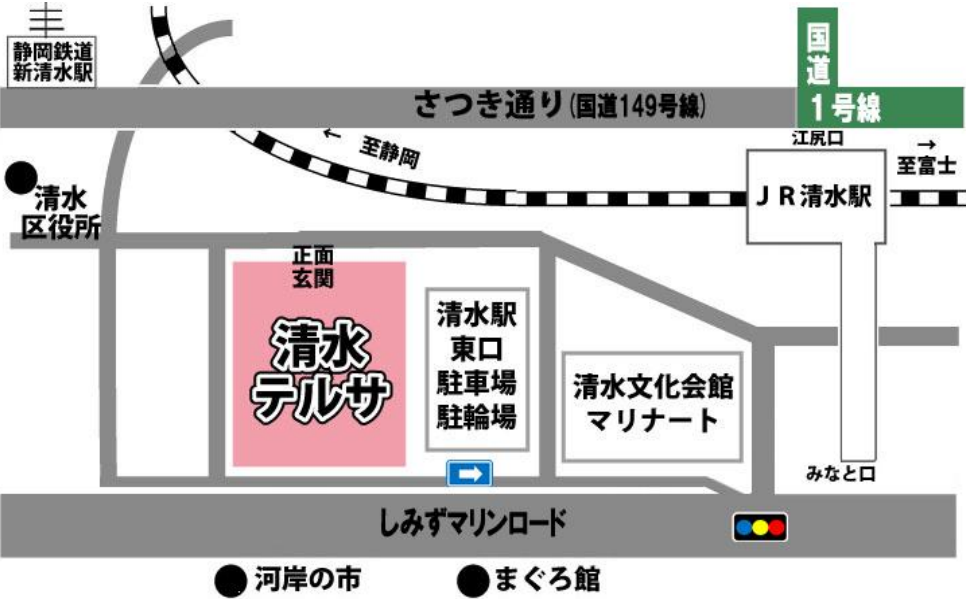 静岡鉄道
新清水駅
国道
1号線
さつき通り(国道149号線)
江尻口
←
至静岡
→
至富士
JR清水駅
清水
区役所
正面
玄関
清水
テルサ
清水駅
東口
駐車場
駐輪場
清水文化会館
マリナート
みなと口
➡
しみずマリンロード
●河岸の市
●まぐろ館